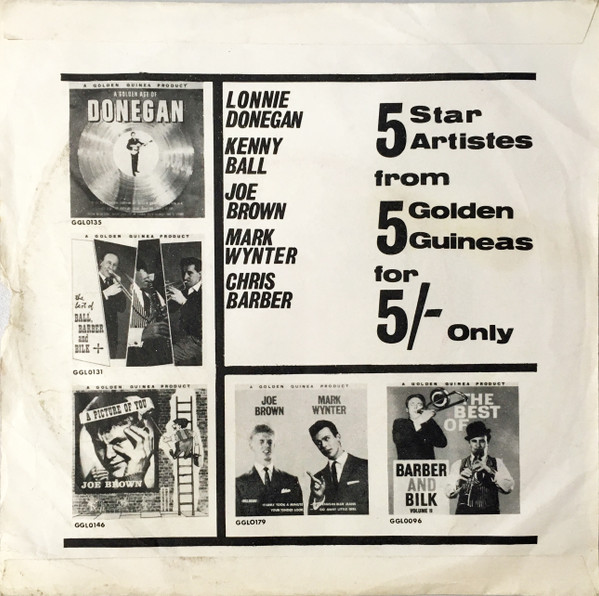 A GOLDEN GUINEA PRODUCT
A GOLDEN AGE OF
DONEGAN
GGL0135
A GOLDEN GUINEA PRODUCT
the
best of
BALL,
BARBER
and
BILK
GGL0131
A GOLDEN GUINEA PRODUCT
A PICTURE OF YOU
JOE BROWN
GGL0146
LONNIE
DONEGAN
KENNY
BALL
JOE
BROWN
MARK
WYNTER
CHRIS
BARBER
5 Star
Artistes
from
5 Golden
Guineas
for
5/- Only
A GOLDEN GUINEA PRODUCT
JOE
BROWN
MARK
WYNTER
GGL0179
A GOLDEN GUINEA PRODUCT
THE
BEST
OF
BARBER
AND
BILK
VOLUME II
GGL0096